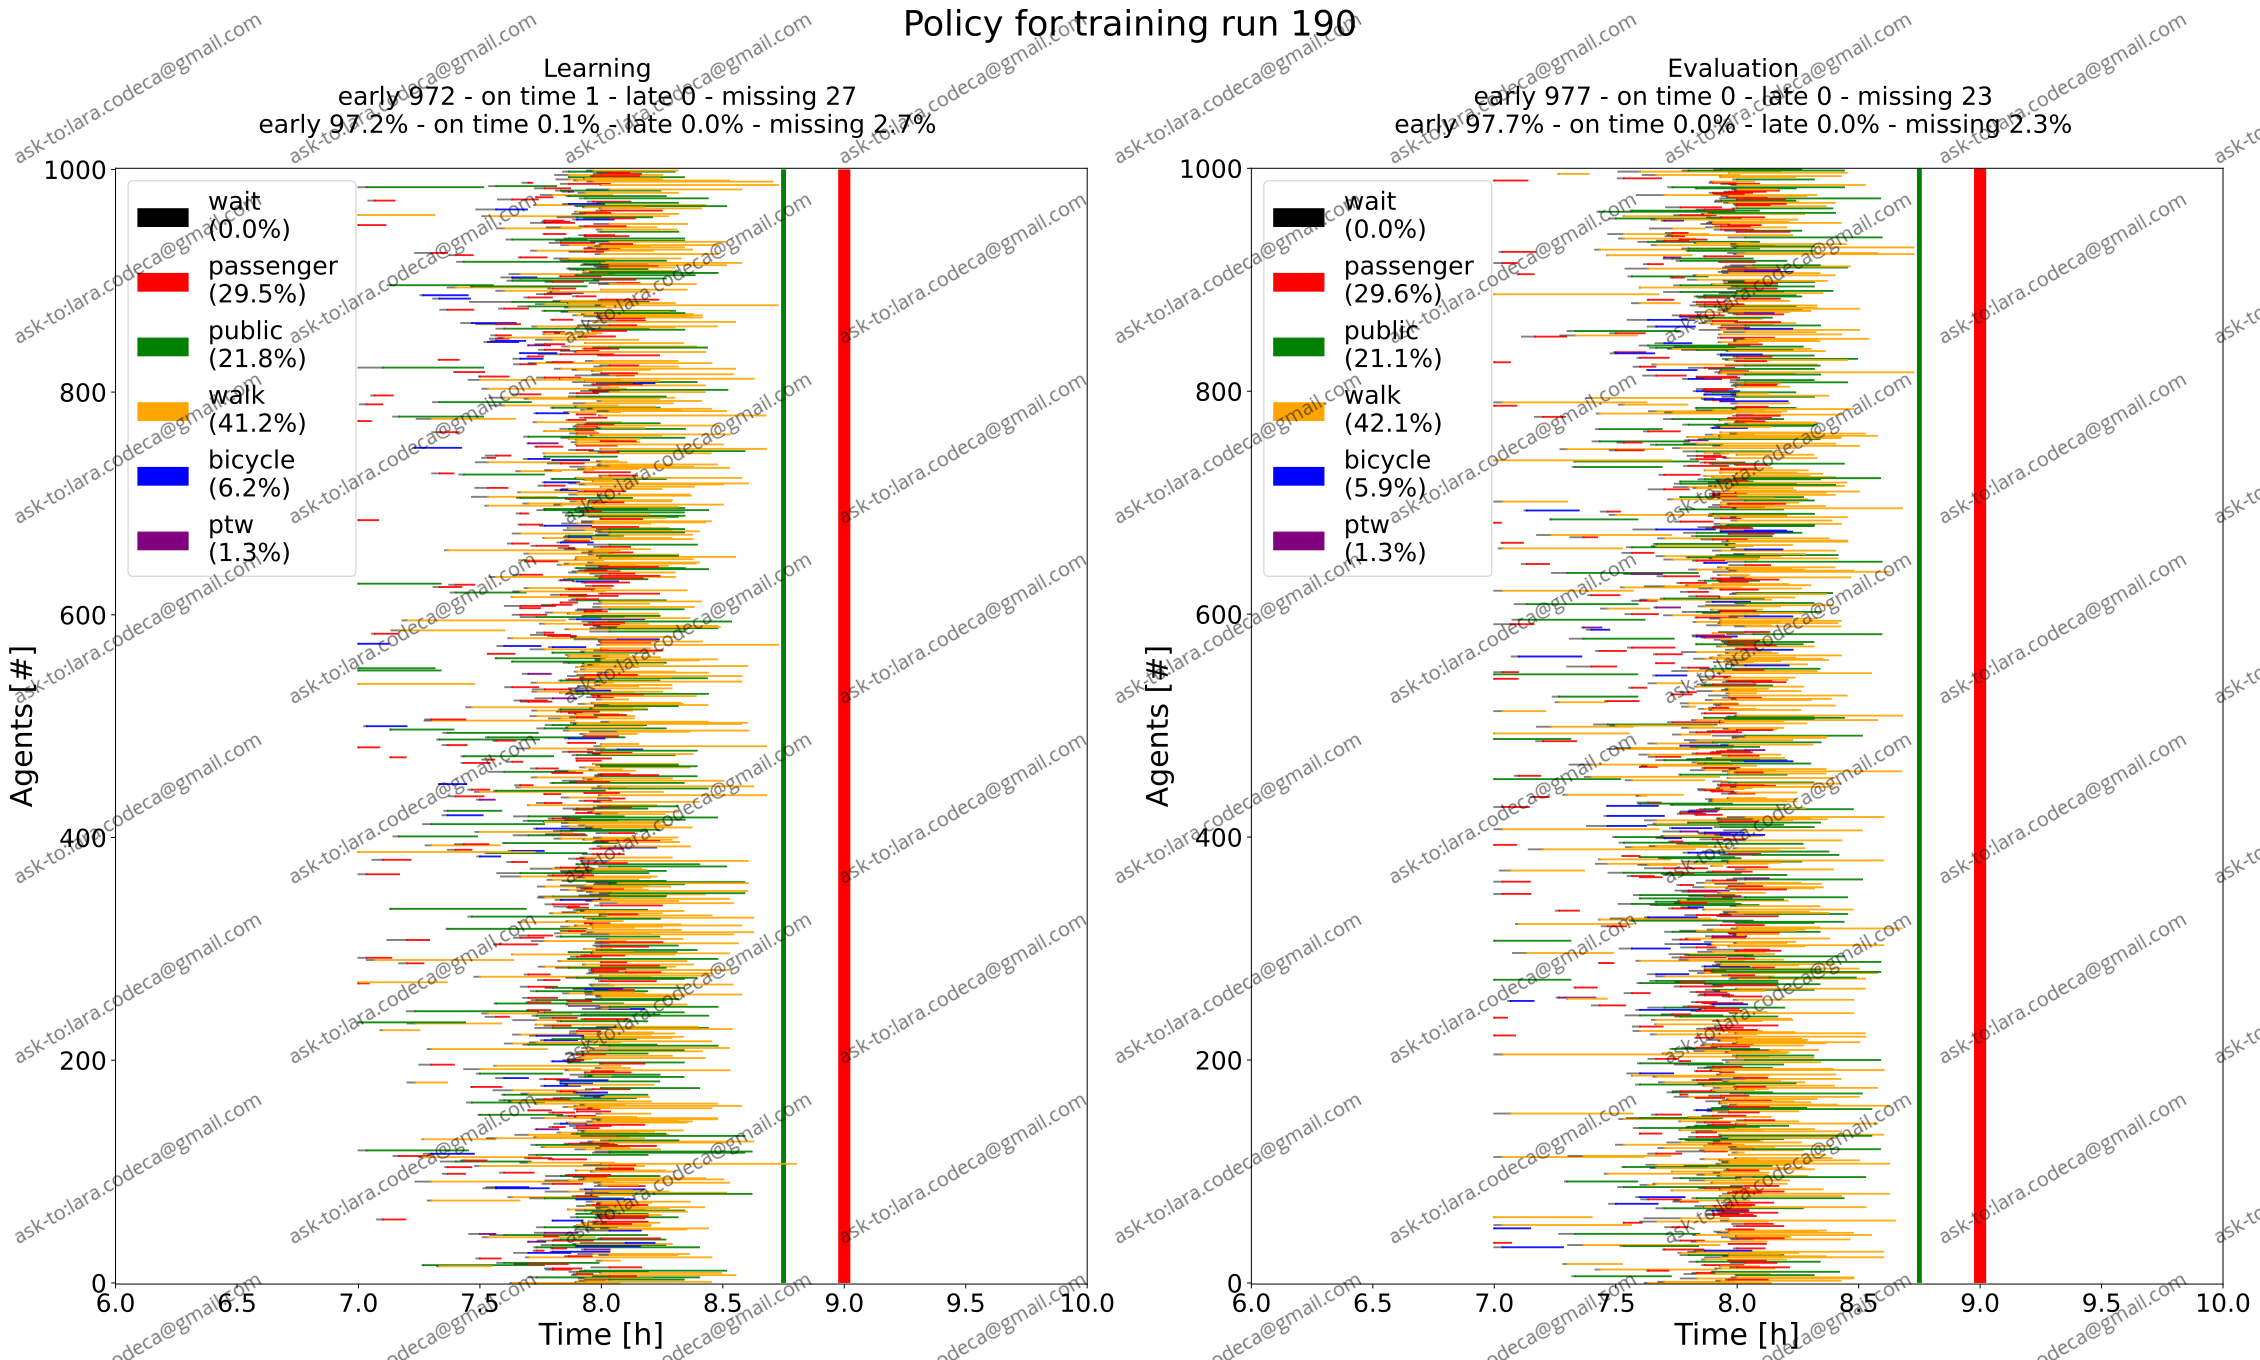 Policy for training run 190
Learning
early 972 - on time 1 - late 0 - missing 27
early 97.2% - on time 0.1% - late 0.0% - missing 2.7%
Agents [#]
1000
800
600
400
200
0
wait
(0.0%)
passenger
(29.5%)
public
(21.8%)
walk
(41.2%)
bicycle
(6.2%)
ptw
(1.3%)
6.0 6.5 7.0 7.5 8.0 8.5 9.0 9.5 10.0
Time [h]
Evaluation
early 977 - on time 0 - late 0 - missing 23
early 97.7% - on time 0.0% - late 0.0% - missing 2.3%
Agents [#]
1000
800
600
400
200
0
wait
(0.0%)
passenger
(29.6%)
public
(21.1%)
walk
(42.1%)
bicycle
(5.9%)
ptw
(1.3%)
6.0 6.5 7.0 7.5 8.0 8.5 9.0 9.5 10.0
Time [h]
ask-to:lara.codeca@gmail.com